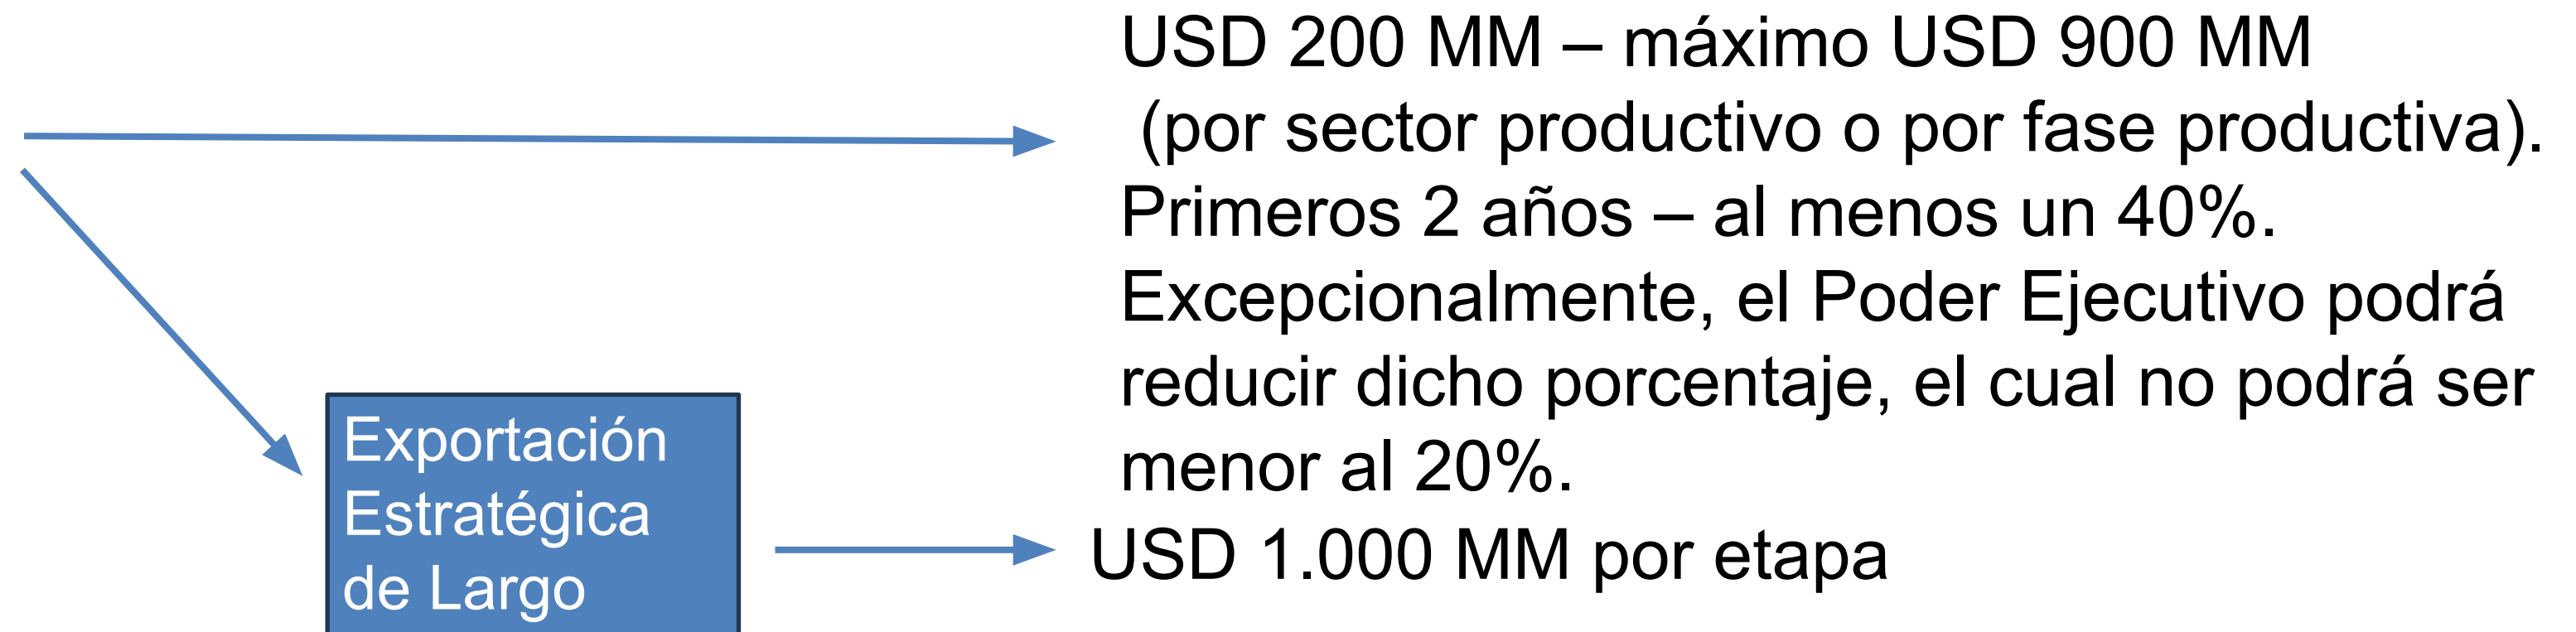 USD 200 MM – máximo USD 900 MM
(por sector productivo o por fase productiva).
Primeros 2 años – al menos un 40%.
Excepcionalmente, el Poder Ejecutivo podrá
reducir dicho porcentaje, el cual no podrá ser
menor al 20%.
Exportación
Estratégica
de Largo
USD 1.000 MM por etapa